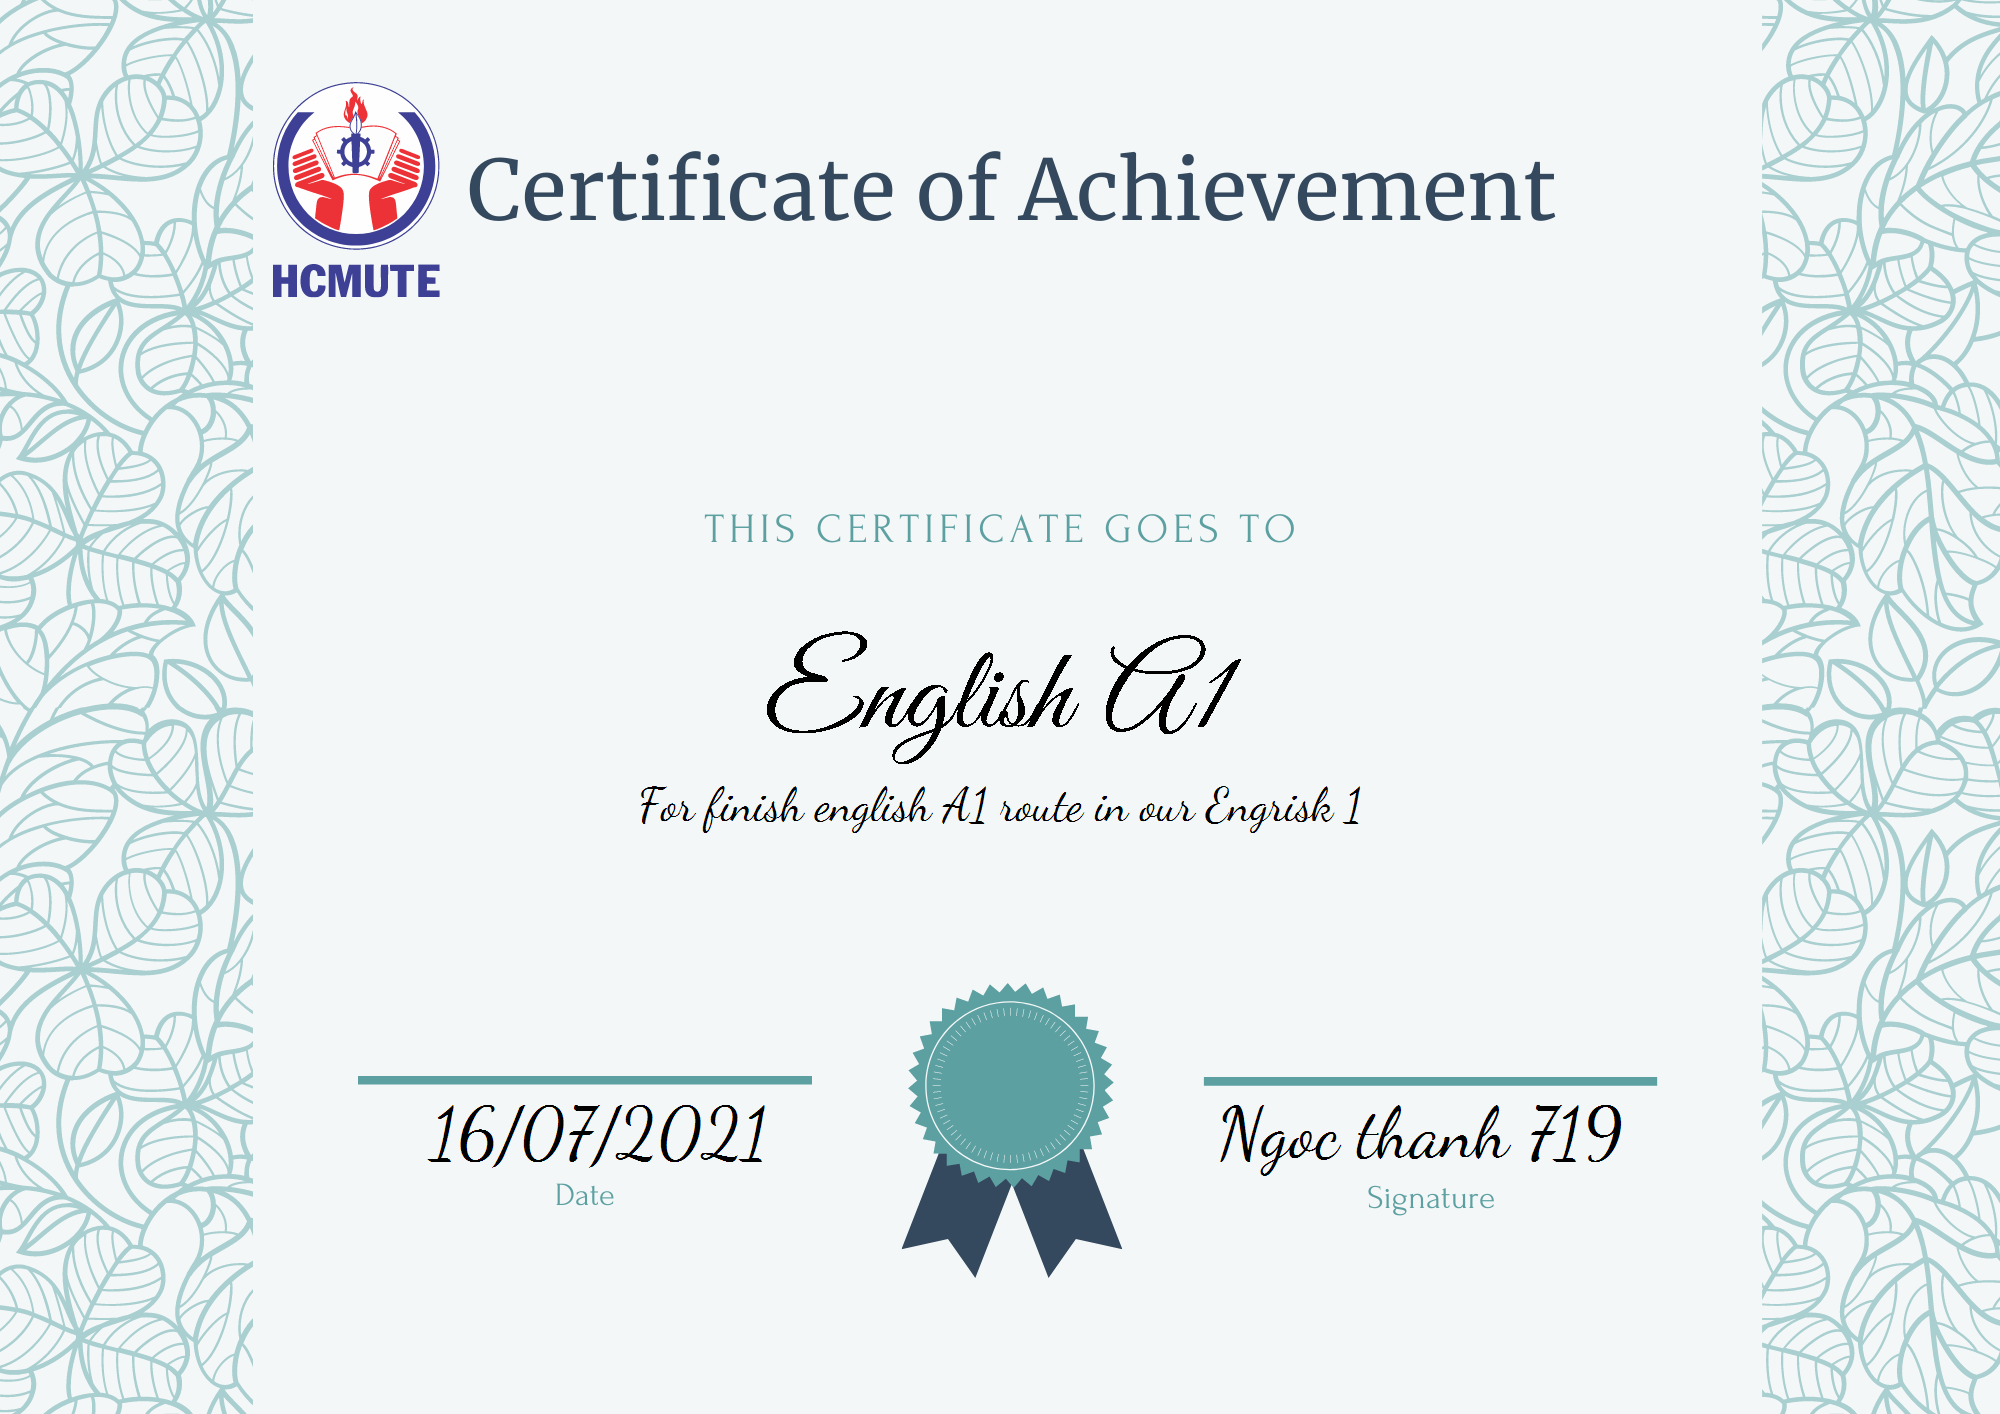 HCMUTE
Certificate of Achievement
THIS CERTIFICATE GOES TO
English A1
For finish english A1 route in our Engrisk 1
16/07/2021
Date
Ngoc thanh 719
Signature